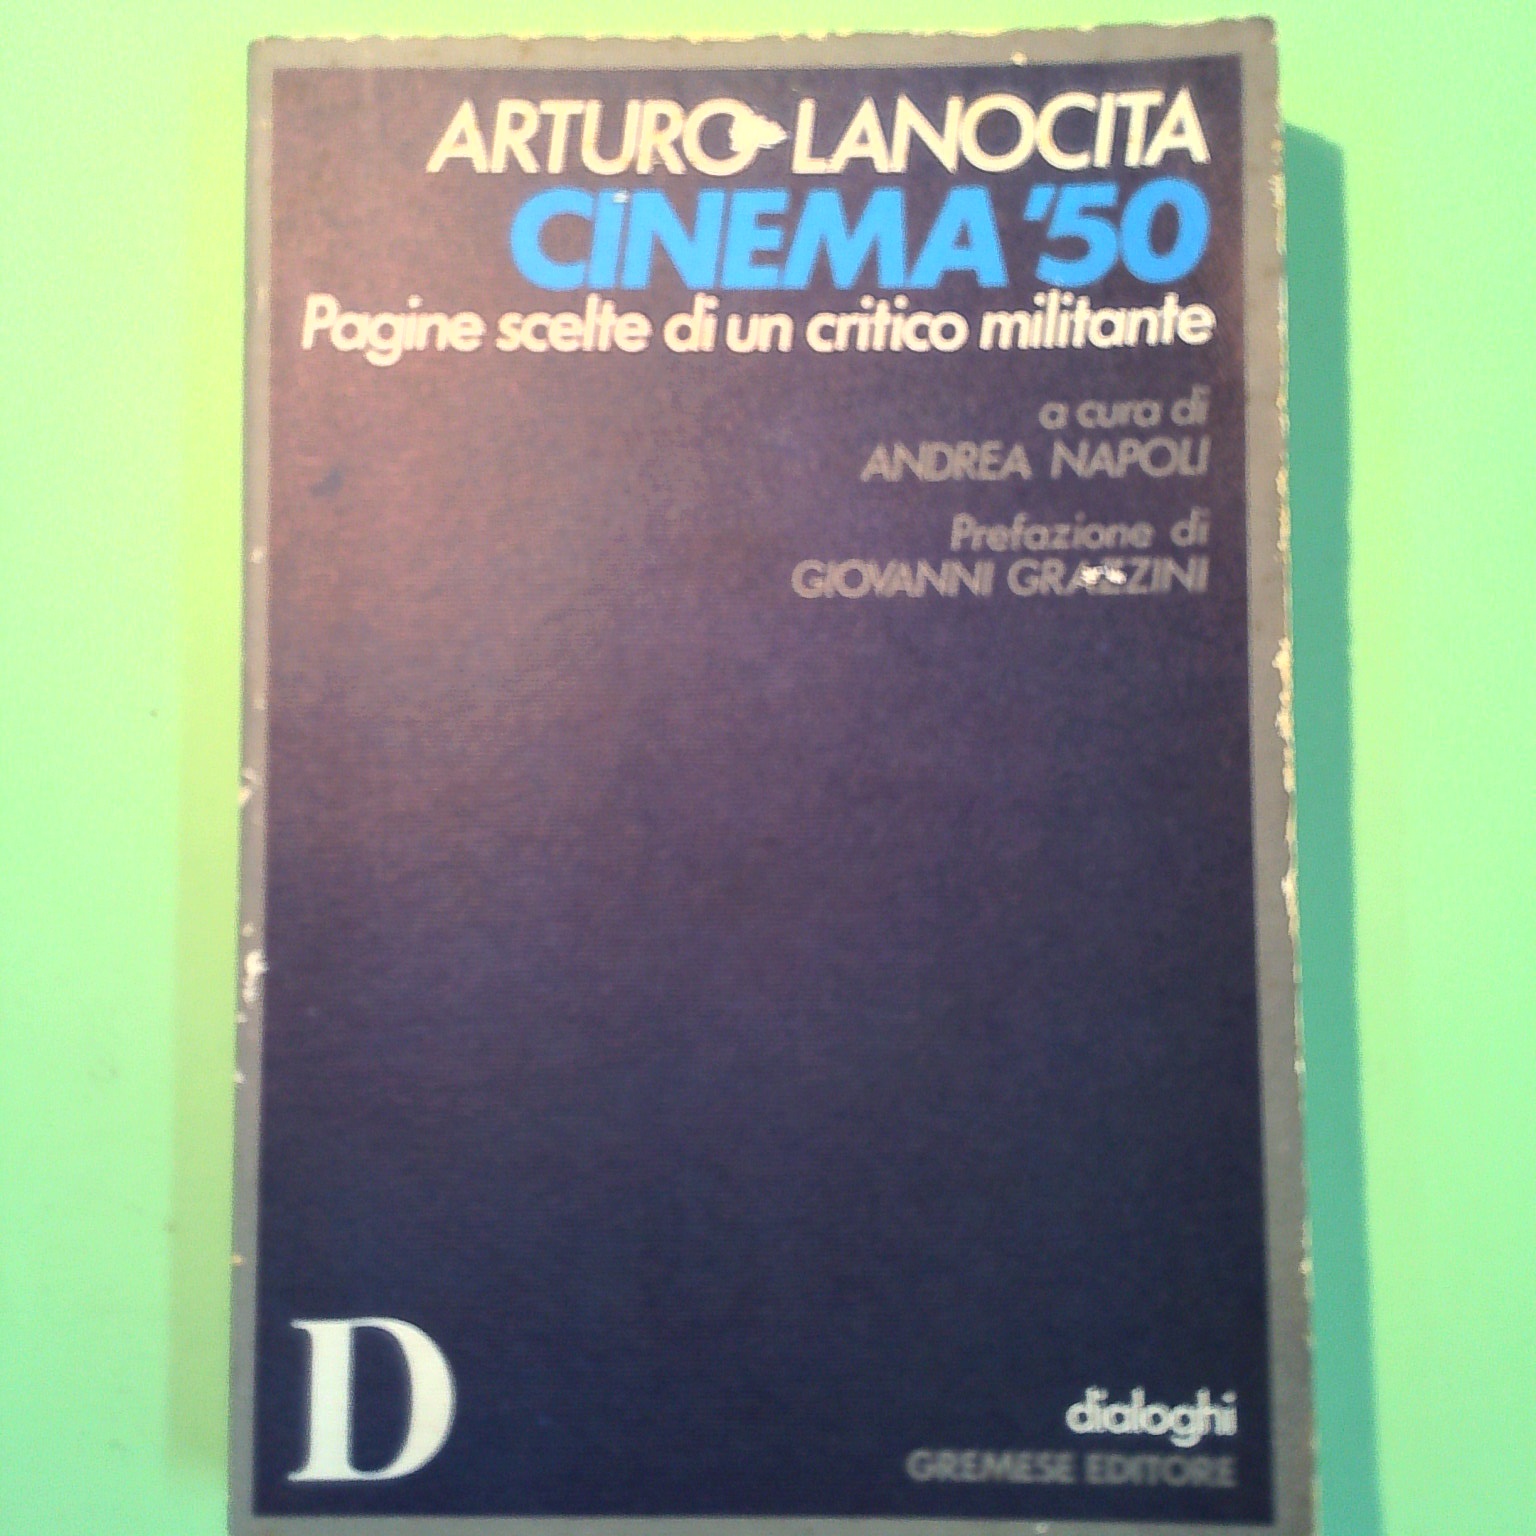 ARTURO LANOCITA
CINEMA '50
Pagine scelte di un critico militante
a cura di
ANDREA NAPOLI
Prefazione di
GIOVANNI GRAZZINI
D
dialoghi
GREMESE EDITORE